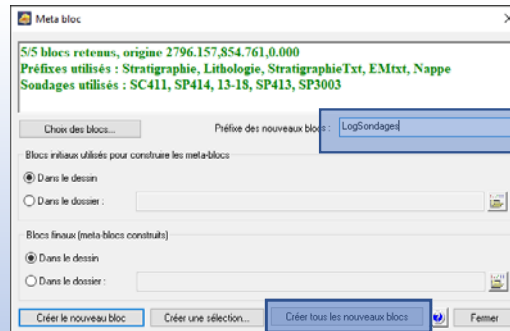 Meta bloc
5/5 blocs retenus, origine 2796.157,854.761,0.000
Préfixes utilisés : Stratigraphie, Lithologie, StratigraphieTxt, EMtxt, Nappe
Sondages utilisés : SC411, SP414, 13-18, SP413, SP3003
Choix des blocs... Préfixe des nouveaux blocs : LogSondages
Blocs initiaux utilisés pour construire les meta-blocs
Dans le dessin
Dans le dossier :
Blocs finaux (meta-blocs construits)
Dans le dessin
Dans le dossier :
Créer le nouveau bloc Créer une sélection... Créer tous les nouveaux blocs Fermer